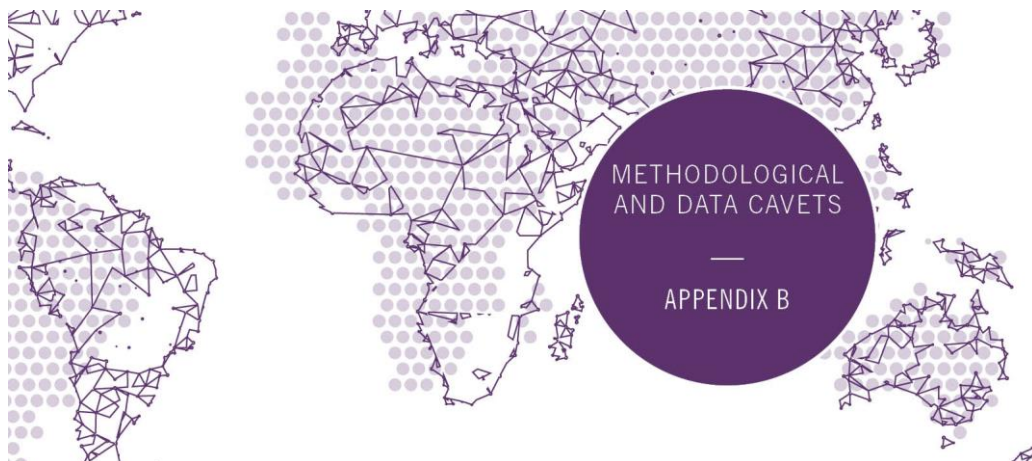 METHODOLOGICAL
AND DATA CAVETS
—
APPENDIX B